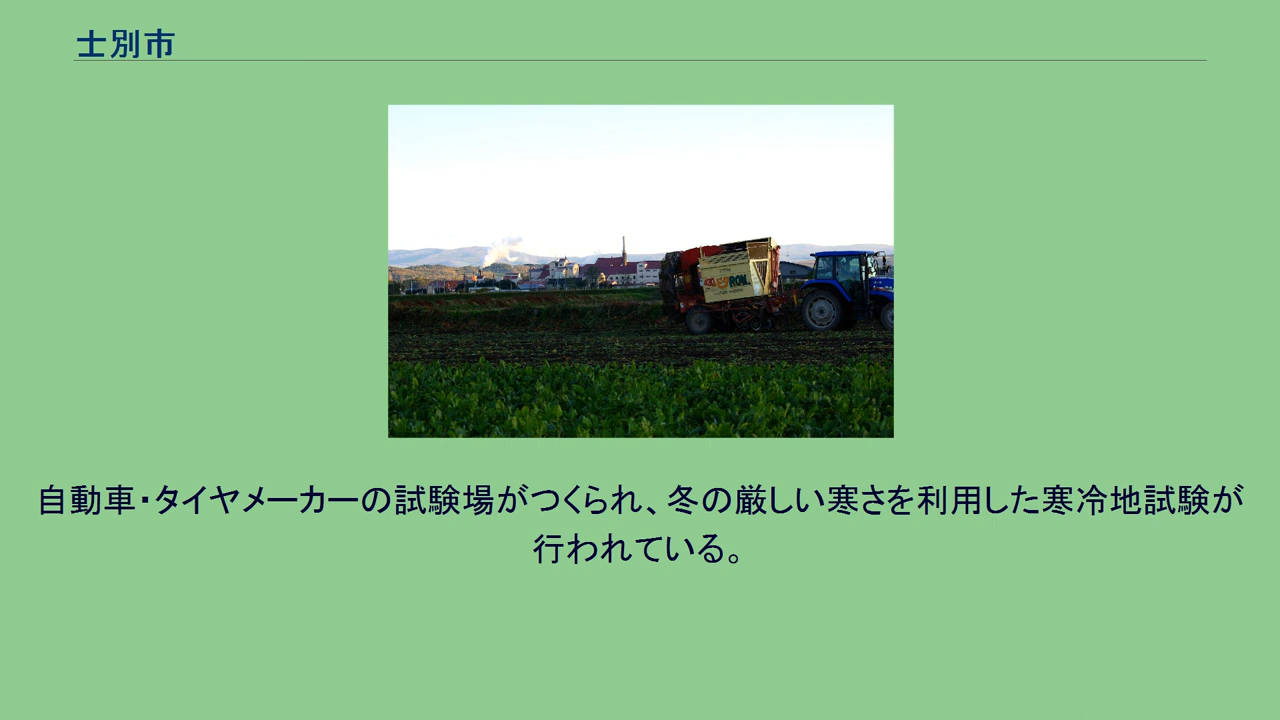 士別市
自動車・タイヤメーカーの試験場がつくられ、冬の厳しい寒さを利用した寒冷地試験が
行われている。